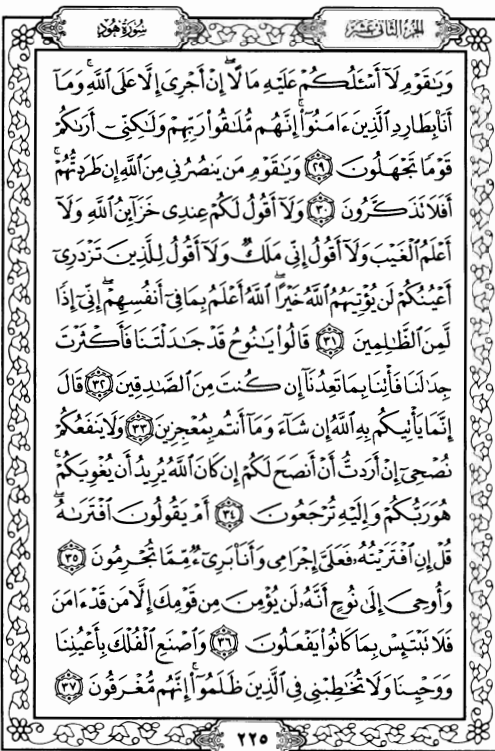 الجزء الثاني عشر
سورة هود
وَيَٰقَوْمِ لَآ أَسْـَٔلُكُمْ عَلَيْهِ مَالًا ۖ إِنْ أَجْرِىَ إِلَّا عَلَى ٱللَّهِ ۚ وَمَآ
أَنَا۠ بِطَارِدِ ٱلَّذِينَ ءَامَنُوٓا۟ ۚ إِنَّهُم مُّلَٰقُوا۟ رَبِّهِمْ وَلَٰكِنِّىٓ أَرَىٰكُمْ
قَوْمًا تَجْهَلُونَ ٢٩ وَيَٰقَوْمِ مَن يَنصُرُنِى مِنَ ٱللَّهِ إِن طَرَدتُّهُمْ ۚ
أَفَلَا تَذَكَّرُونَ ٣٠ وَلَآ أَقُولُ لَكُمْ عِندِى خَزَآئِنُ ٱللَّهِ وَلَآ
أَعْلَمُ ٱلْغَيْبَ وَلَآ أَقُولُ إِنِّى مَلَكٌ وَلَآ أَقُولُ لِلَّذِينَ تَزْدَرِىٓ
أَعْيُنُكُمْ لَن يُؤْتِيَهُمُ ٱللَّهُ خَيْرًا ۖ ٱللَّهُ أَعْلَمُ بِمَا فِىٓ أَنفُسِهِمْ ۖ إِنِّىٓ إِذًا
لَّمِنَ ٱلظَّٰلِمِينَ ٣١ قَالُوا۟ يَٰنُوحُ قَدْ جَٰدَلْتَنَا فَأَكْثَرْتَ
جِدَٰلَنَا فَأْتِنَا بِمَا تَعِدُنَآ إِن كُنتَ مِنَ ٱلصَّٰدِقِينَ ٣٢ قَالَ
إِنَّمَا يَأْتِيكُم بِهِ ٱللَّهُ إِن شَآءَ وَمَآ أَنتُم بِمُعْجِزِينَ ٣٣ وَلَا يَنفَعُكُمْ
نُصْحِىٓ إِنْ أَرَدتُّ أَنْ أَنصَحَ لَكُمْ إِن كَانَ ٱللَّهُ يُرِيدُ أَن يُغْوِيَكُمْ ۚ
هُوَ رَبُّكُمْ وَإِلَيْهِ تُرْجَعُونَ ٣٤ أَمْ يَقُولُونَ ٱفْتَرَىٰهُ ۖ
قُلْ إِنِ ٱفْتَرَيْتُهُۥ فَعَلَىَّ إِجْرَامِى وَأَنَا۠ بَرِىٓءٌ مِّمَّا تُجْرِمُونَ ٣٥
وَأُوحِىَ إِلَىٰ نُوحٍ أَنَّهُۥ لَن يُؤْمِنَ مِن قَوْمِكَ إِلَّا مَن قَدْ ءَامَنَ
فَلَا تَبْتَئِسْ بِمَا كَانُوا۟ يَفْعَلُونَ ٣٦ وَٱصْنَعِ ٱلْفُلْكَ بِأَعْيُنِنَا
وَوَحْيِنَا وَلَا تُخَٰطِبْنِى فِى ٱلَّذِينَ ظَلَمُوٓا۟ ۚ إِنَّهُم مُّغْرَقُونَ ٣٧
٢٢٥